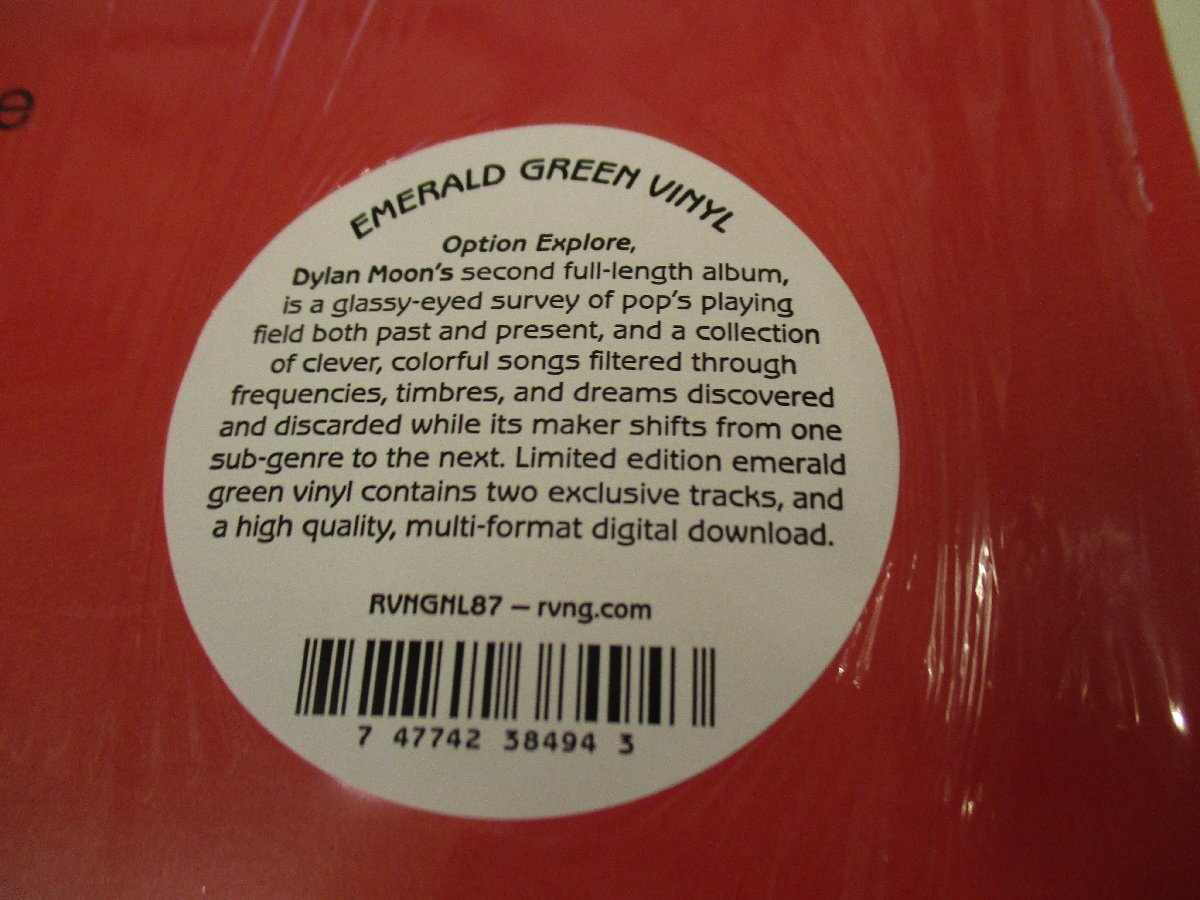 EMERALD GREEN VINYL
Option Explore,
Dylan Moon's second full-length album,
is a glassy-eyed survey of pop's playing
field both past and present, and a collection
of clever, colorful songs filtered through
frequencies, timbres, and dreams discovered
and discarded while its maker shifts from one
sub-genre to the next. Limited edition emerald
green vinyl contains two exclusive tracks, and
a high quality, multi-format digital download.
RVNGNL87 — rvng.com
7 47742 38494 3